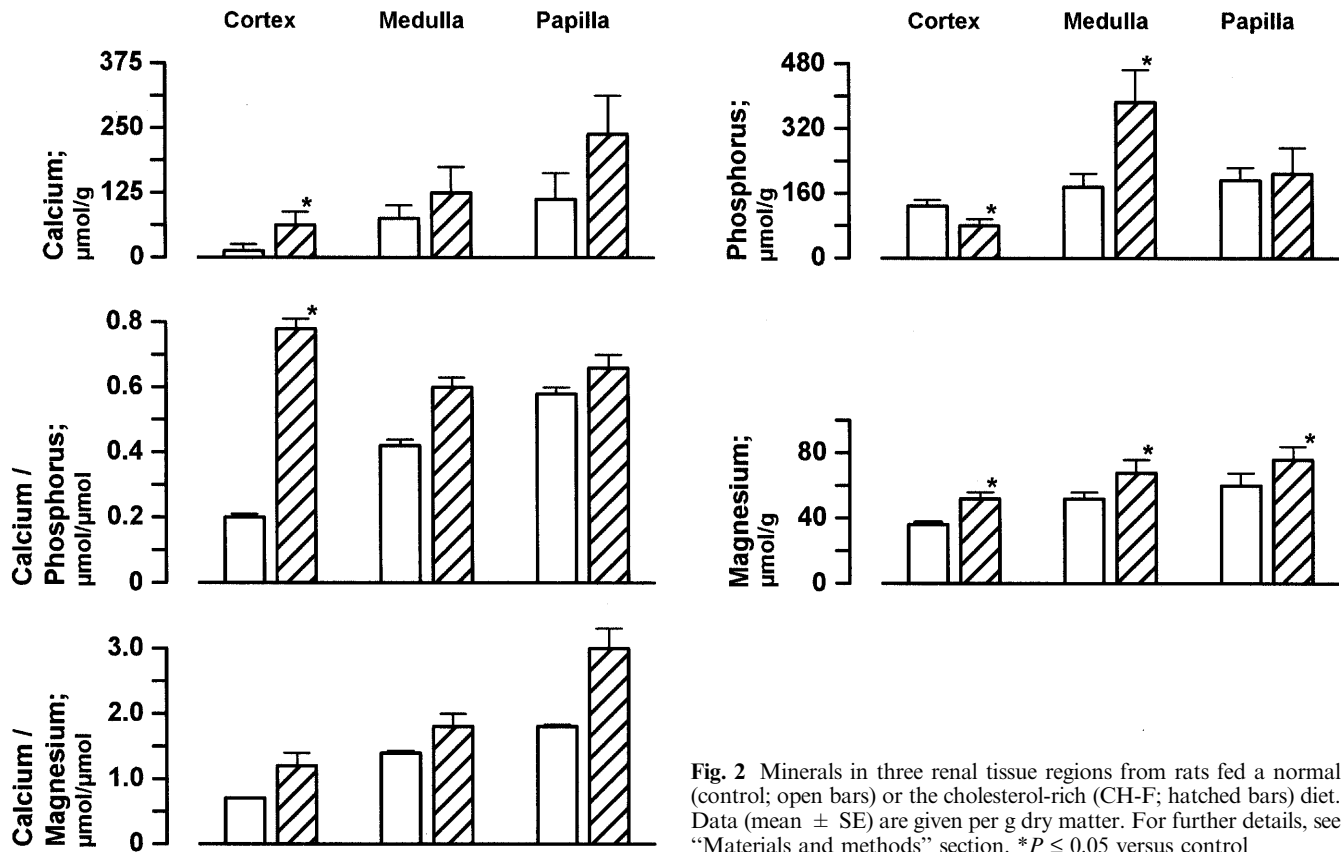 Cortex Medulla Papilla
375
250
125
0
Calcium;
µmol/g
*
0.8
0.6
0.4
0.2
0
Calcium /
Phosphorus;
µmol/µmol
*
3.0
2.0
1.0
0
Calcium /
Magnesium;
µmol/µmol
Cortex Medulla Papilla
480
320
160
0
Phosphorus;
µmol/g
*
*
80
40
0
Magnesium;
µmol/g
*
*
*
Fig. 2 Minerals in three renal tissue regions from rats fed a normal
(control; open bars) or the cholesterol-rich (CH-F; hatched bars) diet.
Data (mean ± SE) are given per g dry matter. For further details, see
“Materials and methods” section. *P ≤ 0.05 versus control